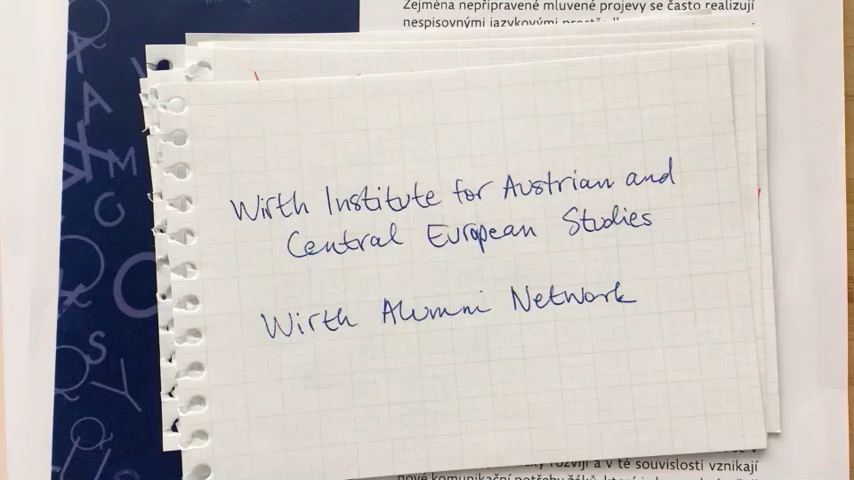 Zejména nepřipravené mluvené projevy se často realizují
nespisovnými jazykovými
Wirth Institute for Austrian and
Central European Studies
Wirth Alumni Network
rozvíjí a v té souvislosti vznikají
nové komunikační potřeby žáků, které